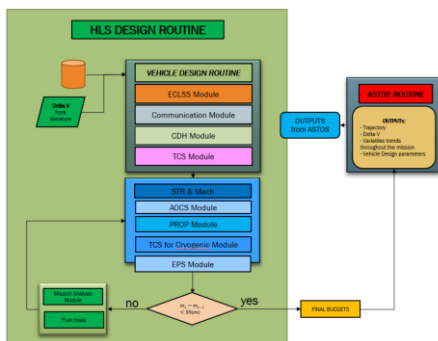 HLS DESIGN ROUTINE
VEHICLE DESIGN ROUTINE
ECLSS Module
Communication Module
CDH Module
TCS Module
Delta V
from
literature
STR & Mech
AOCS Module
PROP Module
TCS for Cryogenic Module
EPS Module
Mission Analysis
Module
Fuel mass
no
yes
FINAL BUDGETS
OUTPUTS
from ASTOS
ASTOS ROUTINE
OUTPUTS:
- Trajectory
- Delta V
- Variables trends
throughout the mission
- Vehicle Design parameters